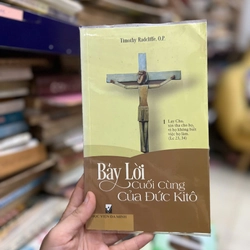 Timothy Radcliffe, O.P.
Lạy Cha,
xin tha cho họ,
vì họ không biết
việc họ làm.
(Lc 23, 34)
Bảy Lời
Cuối Cùng
Của Đức Kitô